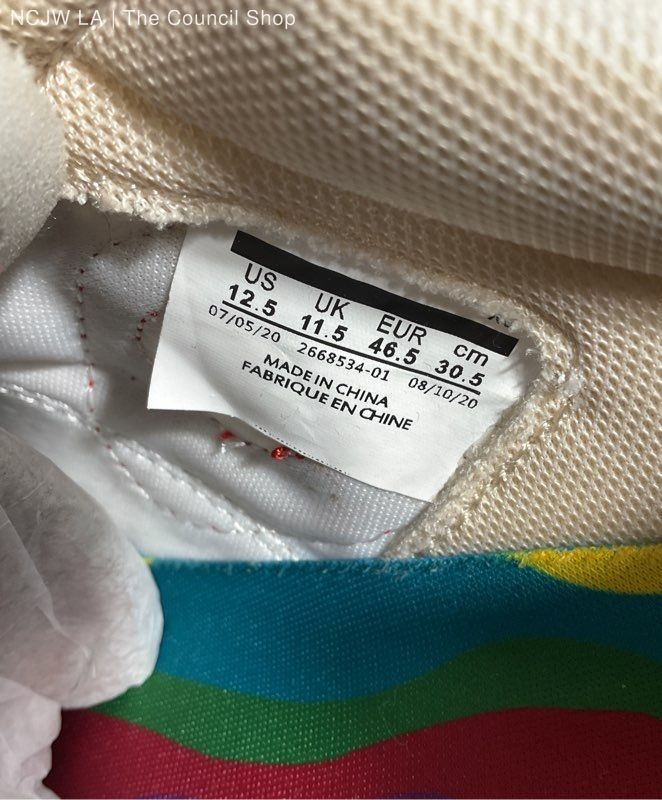 NCJW LA | The Council Shop
US UK EUR cm
12.5 11.5 46.5 30.5
07/05/20 2668534-01 08/10/20
MADE IN CHINA
FABRIQUE EN CHINE